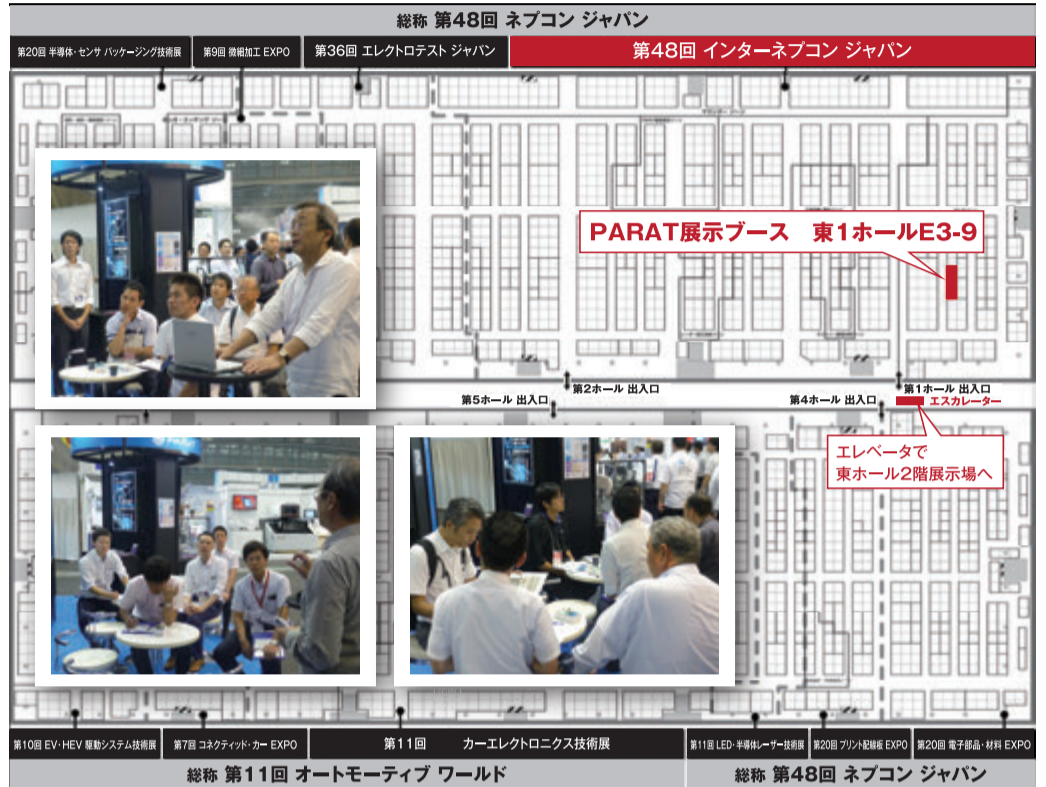 総称 第48回 ネプコン ジャパン
第20回 半導体・センサ パッケージング技術展
第9回 微細加工 EXPO
第36回 エレクトロテスト ジャパン
第48回 インターネプコン ジャパン
PARAT展示ブース 東1ホールE3-9
第2ホール 出入口
第1ホール 出入口
第5ホール 出入口
第4ホール 出入口
エスカレーター
エレベータで
東ホール2階展示場へ
第10回 EV・HEV 駆動システム技術展
第7回 コネクティッド・カー EXPO
第11回 カーエレクトロニクス技術展
第11回 LED・半導体レーザー技術展
第20回 プリント配線板 EXPO
第20回 電子部品・材料 EXPO
総称 第11回 オートモーティブ ワールド
総称 第48回 ネプコン ジャパン